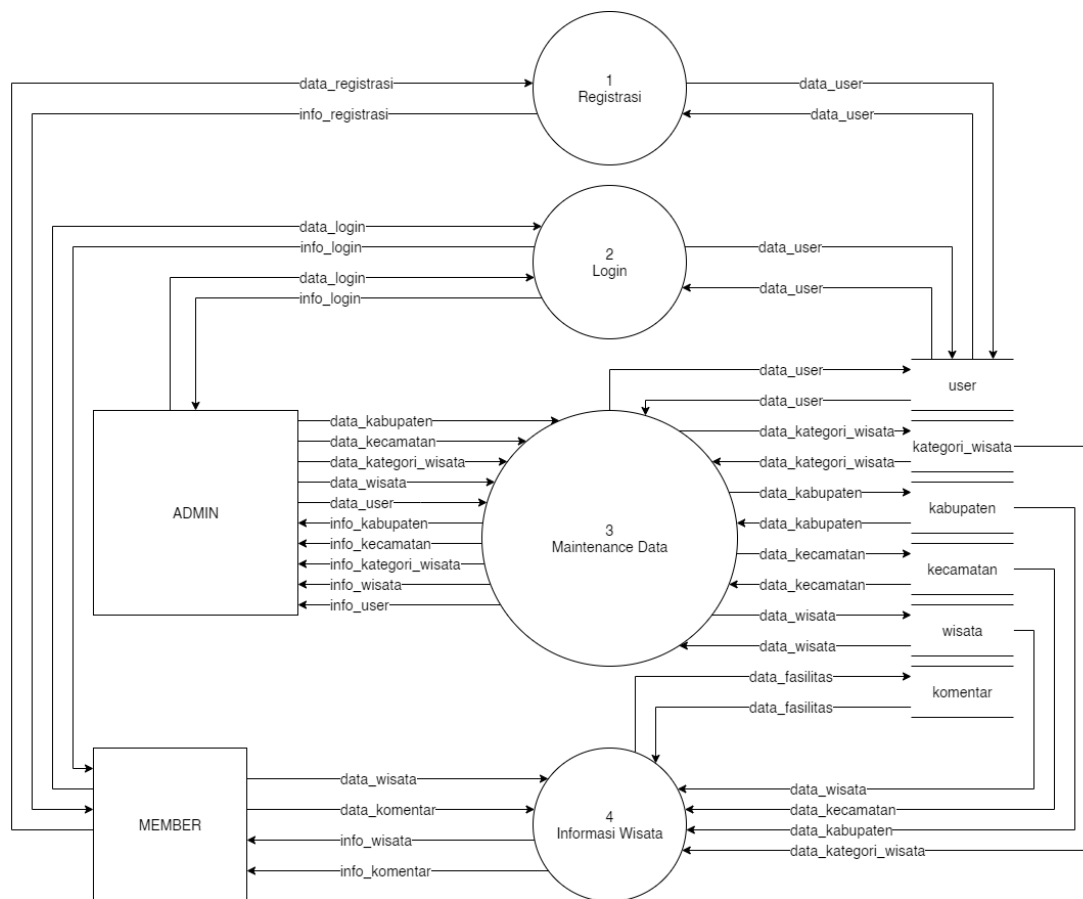 data_registrasi
info_registrasi
1
Registrasi
data_user
data_user
data_login
info_login
data_login
info_login
2
Login
data_user
data_user
ADMIN
data_kabupaten
data_kecamatan
data_kategori_wisata
data_wisata
data_user
info_kabupaten
info_kecamatan
info_kategori_wisata
info_wisata
info_user
3
Maintenance Data
data_user
data_user
data_kategori_wisata
data_kategori_wisata
data_kabupaten
data_kabupaten
data_kecamatan
data_kecamatan
data_wisata
data_wisata
data_fasilitas
data_fasilitas
user
kategori_wisata
kabupaten
kecamatan
wisata
komentar
MEMBER
data_wisata
data_komentar
info_wisata
info_komentar
4
Informasi Wisata
data_wisata
data_kecamatan
data_kabupaten
data_kategori_wisata